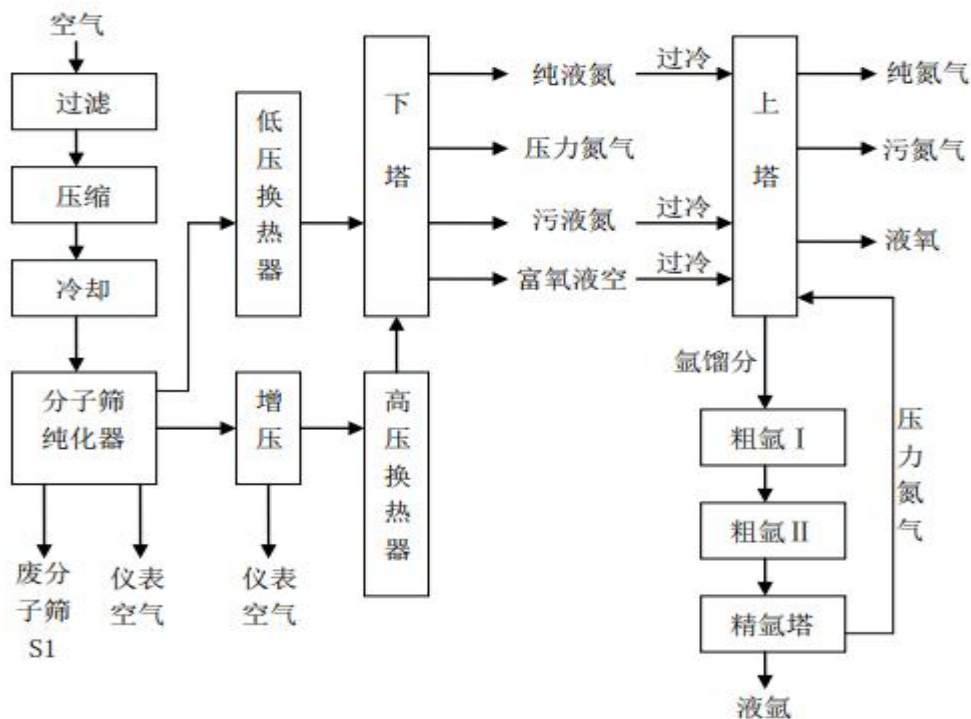 空气
过滤
压缩
冷却
分子筛
纯化器
废分
子筛
S1
仪表
空气
低
压
换
热
器
增
压
仪表
空气
下
塔
高
压
换
热
器
纯液氮
压力氮气
污液氮
富氧液空
过冷
过冷
过冷
上
塔
纯氮气
污氮气
液氧
氩馏分
粗氩 I
粗氩 II
精氩塔
液氩
压
力
氮
气